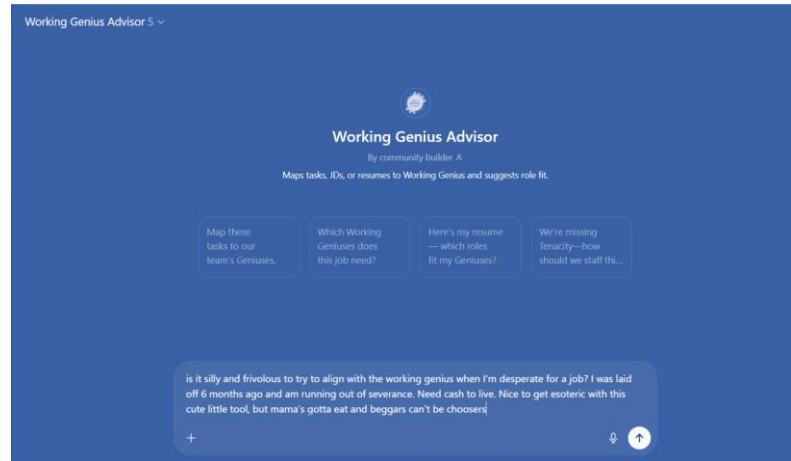 Working Genius Advisor 5
Working Genius Advisor
By community builder
Maps tasks, JDs, or resumes to Working Genius and suggests role fit.
Map these
tasks to our
team's Geniuses.
Which Working
Geniuses does
this job need?
Here's my resume
— which roles
fit my Geniuses?
We're missing
Tenacity—how
should we staff thi...
is it silly and frivolous to try to align with the working genius when I'm desperate for a job? I was laid
off 6 months ago and am running out of severance. Need cash to live. Nice to get esoteric with this
cute little tool, but mama's gotta eat and beggars can't be choosers